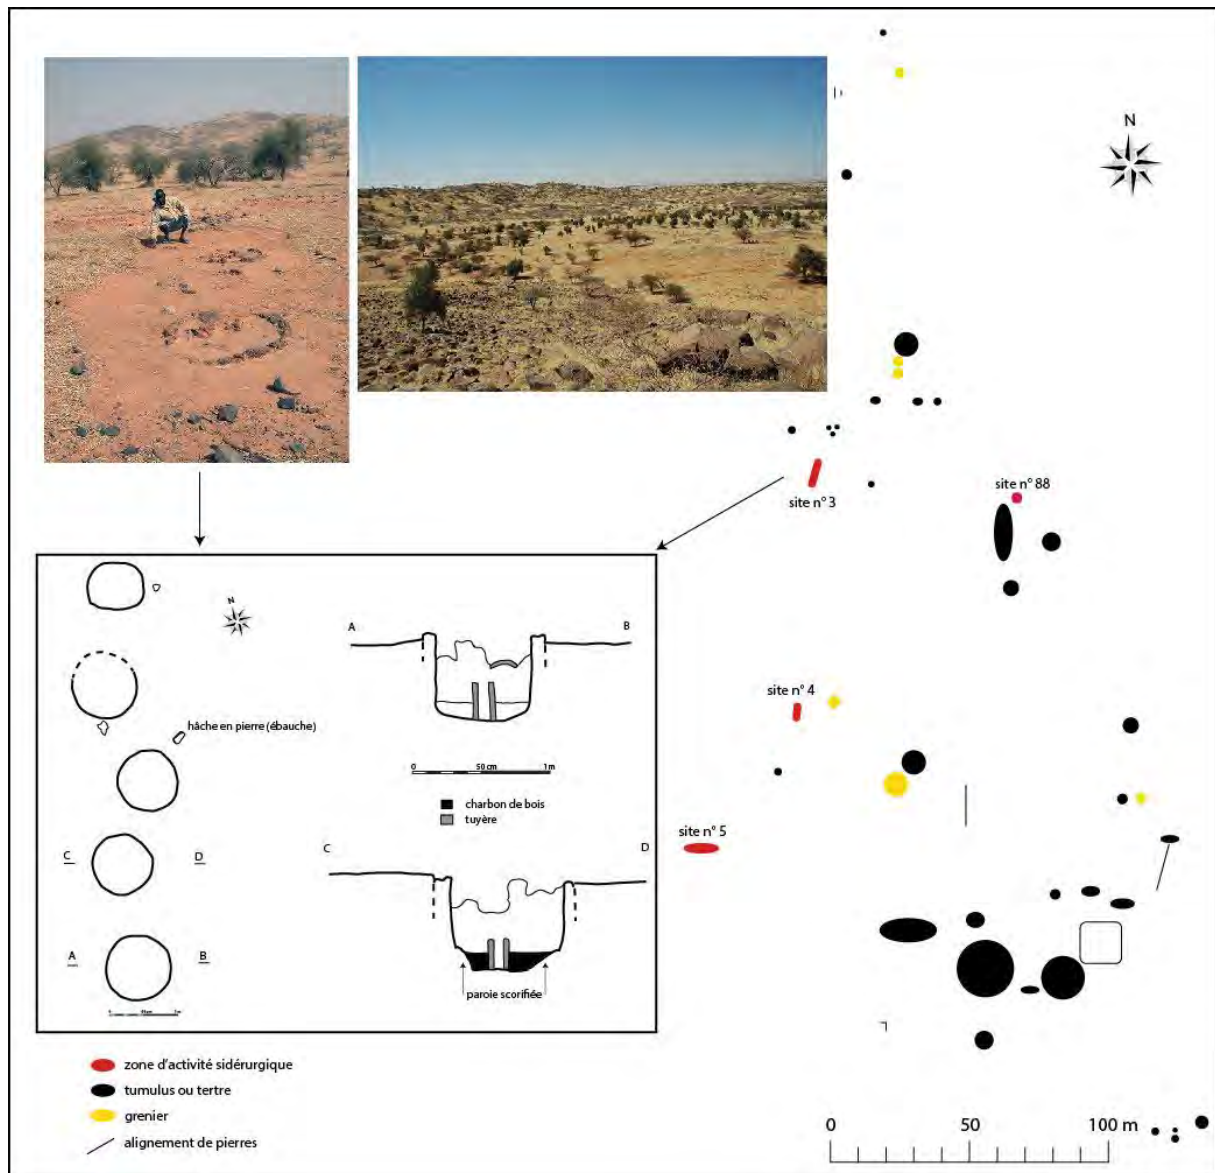 N
site n° 3
site n° 88
N
A
B
hâche en pierre (ébauche)
site n° 4
0
50 cm
1m
charbon de bois
tuyère
site n° 5
C
D
C
D
A
B
paroie scorifiée
zone d'activité sidérurgique
tumulus ou tertre
grenier
alignement de pierres
0
50
100 m